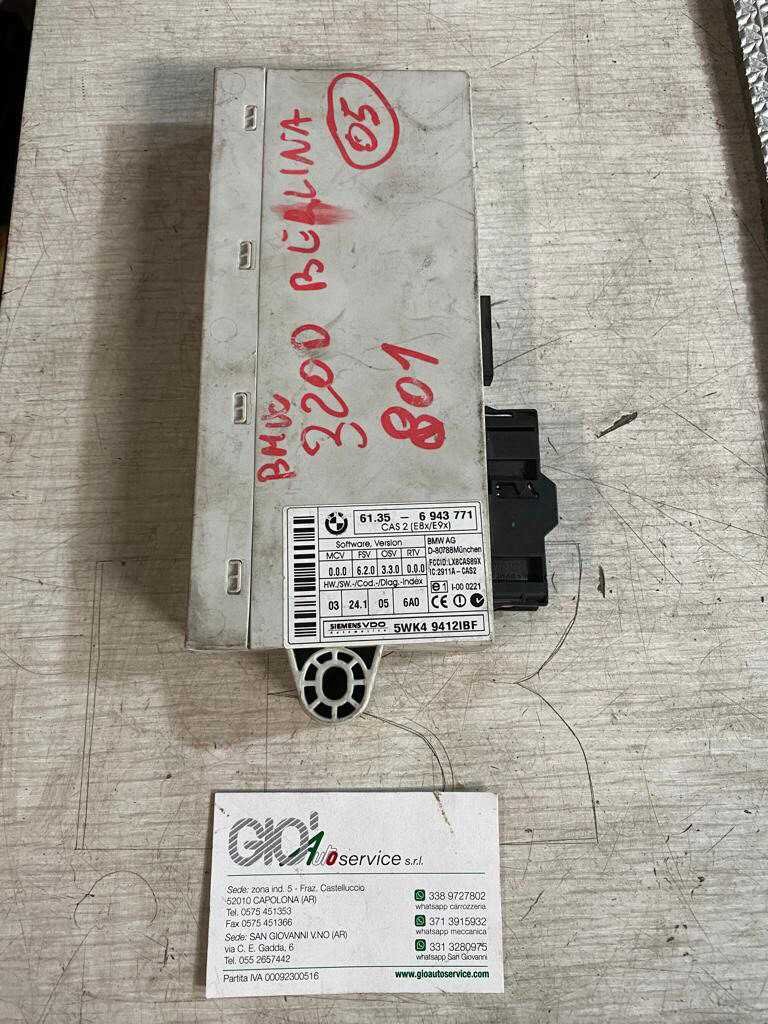 05
BMW
320D BERLINA
801
61.35 - 6 943 771
CAS 2 (E8x/E9x)
Software, Version
MCV FSV OSV RTV
0.0.0 6.2.0 3.3.0 0.0.0
HW./SW.-/Cod.-/Diag.-Index
03 24.1 05 6A0
BMW AG
D-80788München
FCCID:LX8CAS89X
IC:2911A-CAS2
e1 I-00 0221
CE
SIEMENS VDO
Automotive
5WK4 9412IBF
GIO'
Autoservice s.r.l.
Sede: zona ind. 5 - Fraz. Castelluccio
52010 CAPOLONA (AR)
Tel. 0575 451353
Fax 0575 451366
Sede: SAN GIOVANNI V.NO (AR)
via C. E. Gadda, 6
Tel. 055 2657442
Partita IVA 00092300516
338 9727802
whatsapp carrozzeria
371 3915932
whatsapp meccanica
331 3280975
whatsapp San Giovanni
www.gioautoservice.com